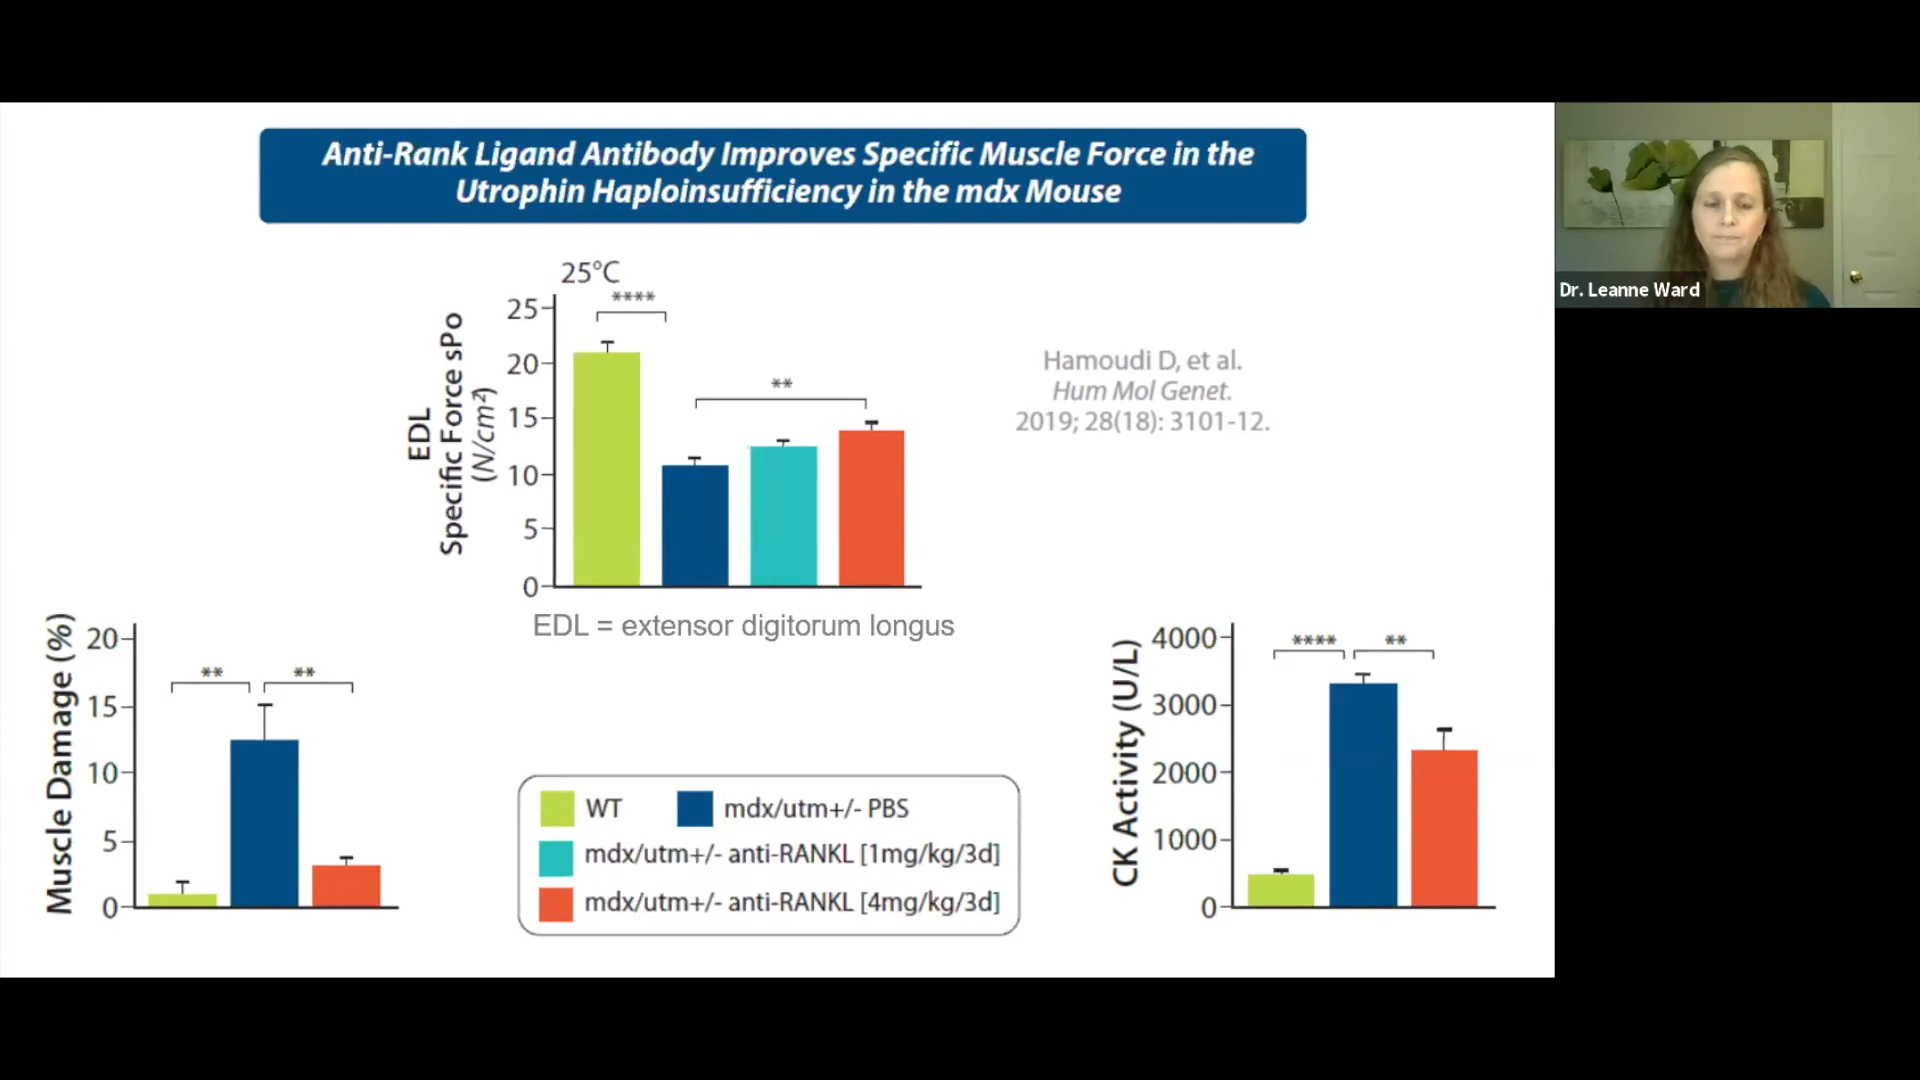 Anti-Rank Ligand Antibody Improves Specific Muscle Force in the
Utrophin Haploinsufficiency in the mdx Mouse
Dr. Leanne Ward
25°C
****
**
EDL
Specific Force sPo
(N/cm²)
25
20
15
10
5
0
EDL = extensor digitorum longus
Hamoudi D, et al.
Hum Mol Genet.
2019; 28(18): 3101-12.
Muscle Damage (%)
20
15
10
5
0
** **
WT mdx/utm+/- PBS
mdx/utm+/- anti-RANKL [1mg/kg/3d]
mdx/utm+/- anti-RANKL [4mg/kg/3d]
CK Activity (U/L)
4000
3000
2000
1000
0
**** **